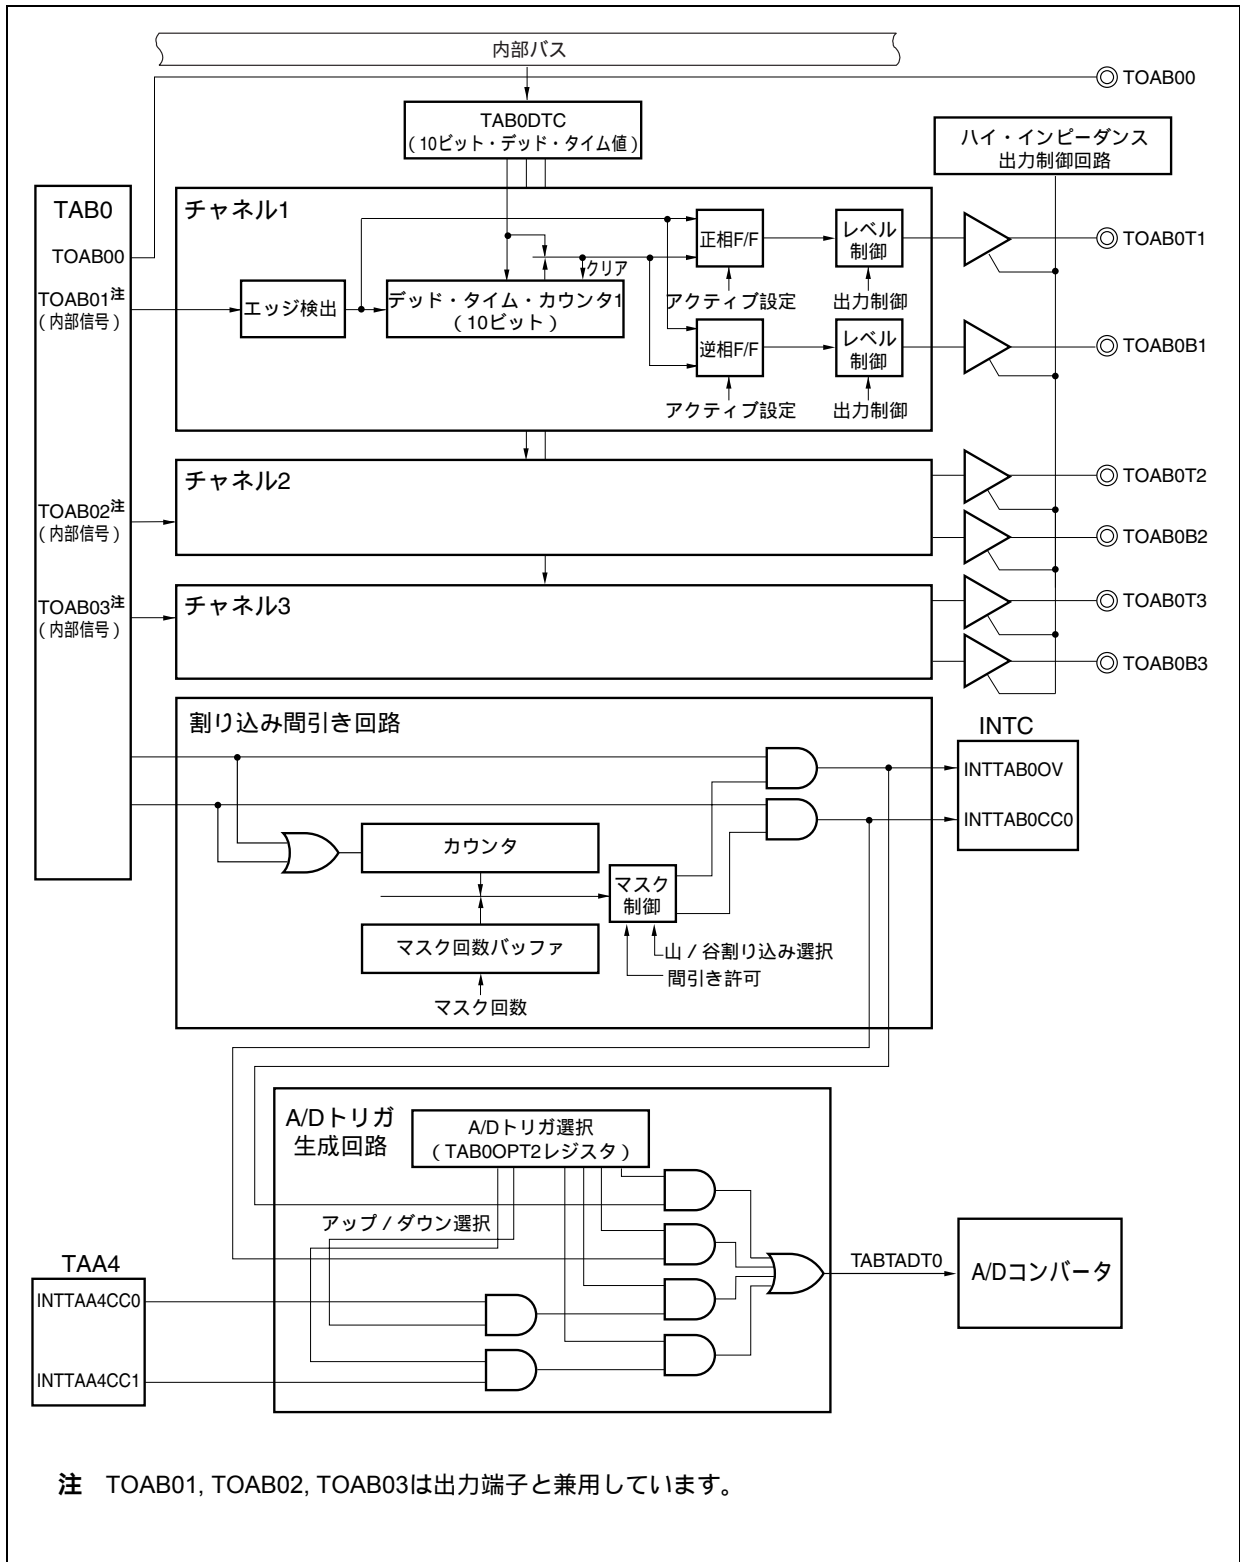 内部バス
TOAB00
TAB0DTC
（10ビット・デッド・タイム値）
ハイ・インピーダンス
出力制御回路
TAB0
TOAB00
TOAB01注
（内部信号）
TOAB02注
（内部信号）
TOAB03注
（内部信号）
チャネル1
エッジ検出
デッド・タイム・カウンタ1
（10ビット）
クリア
正相F/F
アクティブ設定
レベル
制御
出力制御
逆相F/F
アクティブ設定
レベル
制御
出力制御
TOAB0T1
TOAB0B1
チャネル2
TOAB0T2
TOAB0B2
チャネル3
TOAB0T3
TOAB0B3
割り込み間引き回路
カウンタ
マスク回数バッファ
マスク回数
マスク
制御
山 / 谷割り込み選択
間引き許可
INTC
INTTAB0OV
INTTAB0CC0
A/Dトリガ
生成回路
A/Dトリガ選択
（TAB0OPT2レジスタ）
アップ / ダウン選択
TAA4
INTTAA4CC0
INTTAA4CC1
TABTADT0
A/Dコンバータ
注　TOAB01, TOAB02, TOAB03は出力端子と兼用しています。